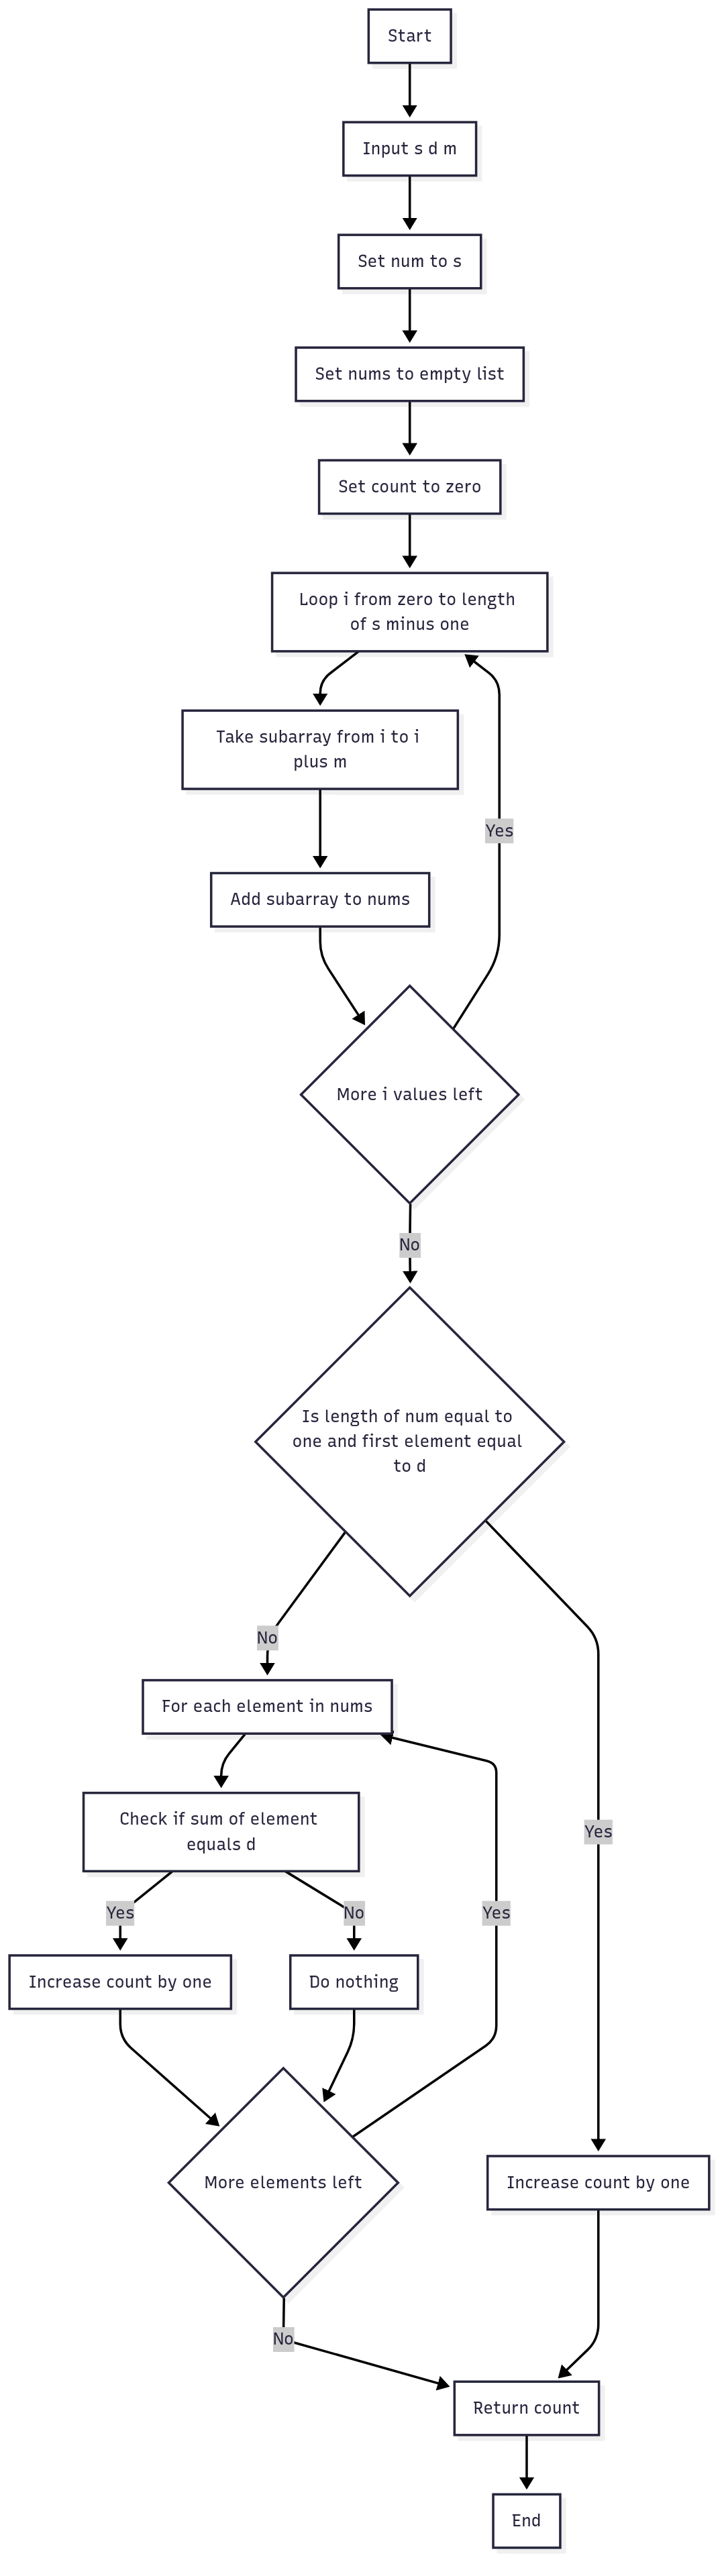 Start
Input s d m
Set num to s
Set nums to empty list
Set count to zero
Loop i from zero to length
of s minus one
Take subarray from i to i
plus m
Yes
Add subarray to nums
More i values left
No
Is length of num equal to
one and first element equal
to d
No
For each element in nums
Check if sum of element
equals d
Yes
Yes
No
Yes
Increase count by one
Do nothing
More elements left
Increase count by one
No
Return count
End